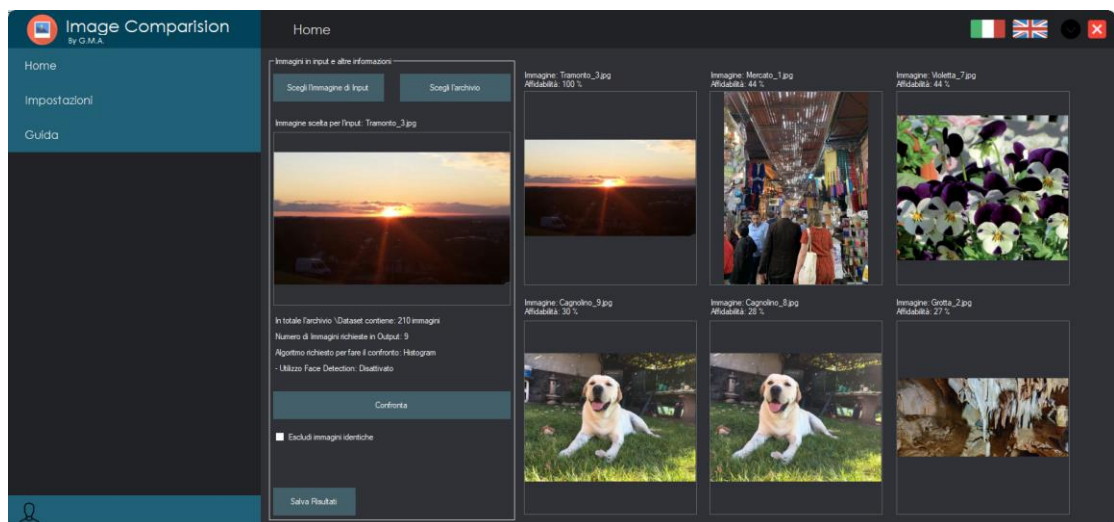 Image Comparision
By G.M.A.
Home
Home
Impostazioni
Guida
Immagini in input e altre informazioni
Scegli l'immagine di Input
Scegli l'archivio
Immagine scelta per l'input: Tramonto_3.jpg
In totale l'archivio \Dataset contiene: 210 immagini
Numero di Immagini richieste in Output: 9
Algoritmo richiesto per fare il confronto: Histogram
- Utilizzo Face Detection: Disattivato
Confronta
Escludi immagini identiche
Salva Risultati
Immagine: Tramonto_3.jpg
Affidabilità: 100 %
Immagine: Mercato_1.jpg
Affidabilità: 44 %
Immagine: Violetta_7.jpg
Affidabilità: 44 %
Immagine: Cagnolino_9.jpg
Affidabilità: 30 %
Immagine: Cagnolino_8.jpg
Affidabilità: 28 %
Immagine: Grotta_2.jpg
Affidabilità: 27 %